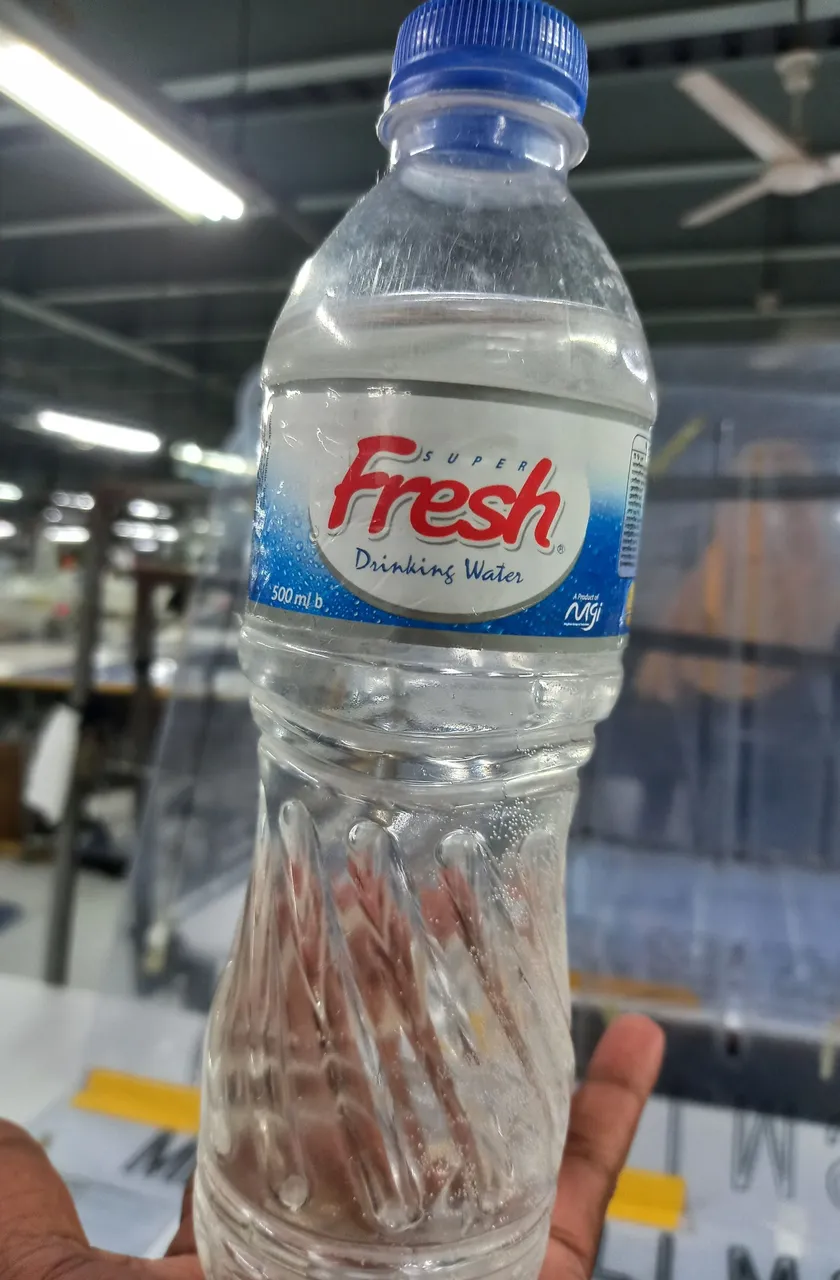 SUPER
Fresh®
Drinking Water
500 ml b
A Product of
Mgi